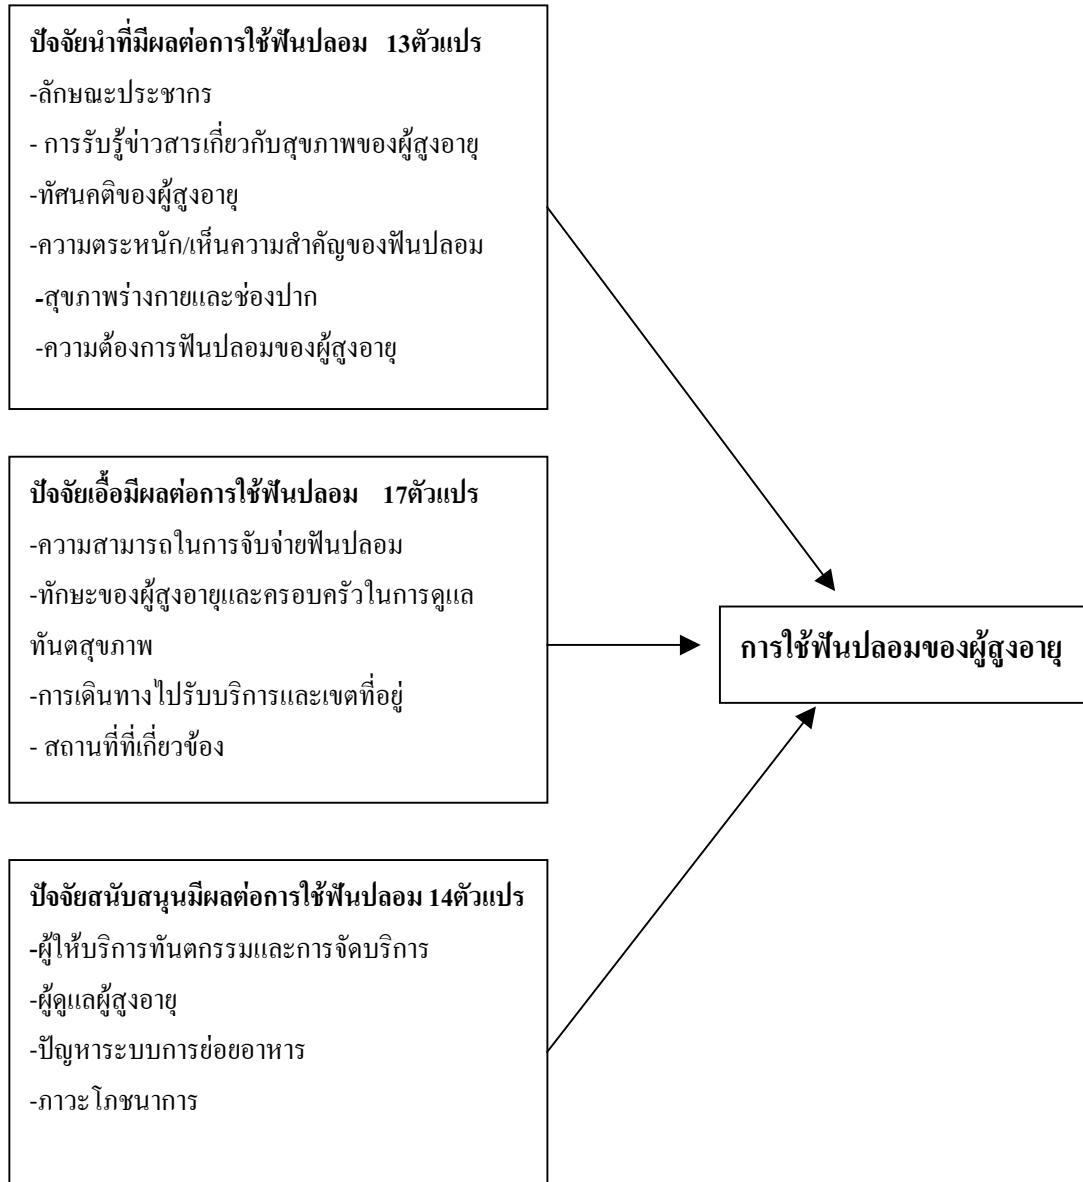 ปัจจัยนำที่มีผลต่อการใช้ฟันปลอม 13ตัวแปร
-ลักษณะประชากร
- การรับรู้ข่าวสารเกี่ยวกับสุขภาพของผู้สูงอายุ
-ทัศนคติของผู้สูงอายุ
-ความตระหนัก/เห็นความสำคัญของฟันปลอม
-สุขภาพร่างกายและช่องปาก
-ความต้องการฟันปลอมของผู้สูงอายุ
ปัจจัยเอื้อมีผลต่อการใช้ฟันปลอม 17ตัวแปร
-ความสามารถในการจับจ่ายฟันปลอม
-ทักษะของผู้สูงอายุและครอบครัวในการดูแล
ทันตสุขภาพ
-การเดินทางไปรับบริการและเขตที่อยู่
- สถานที่ที่เกี่ยวข้อง
การใช้ฟันปลอมของผู้สูงอายุ
ปัจจัยสนับสนุนมีผลต่อการใช้ฟันปลอม 14ตัวแปร
-ผู้ให้บริการทันตกรรมและการจัดบริการ
-ผู้ดูแลผู้สูงอายุ
-ปัญหาระบบการย่อยอาหาร
-ภาวะโภชนาการ